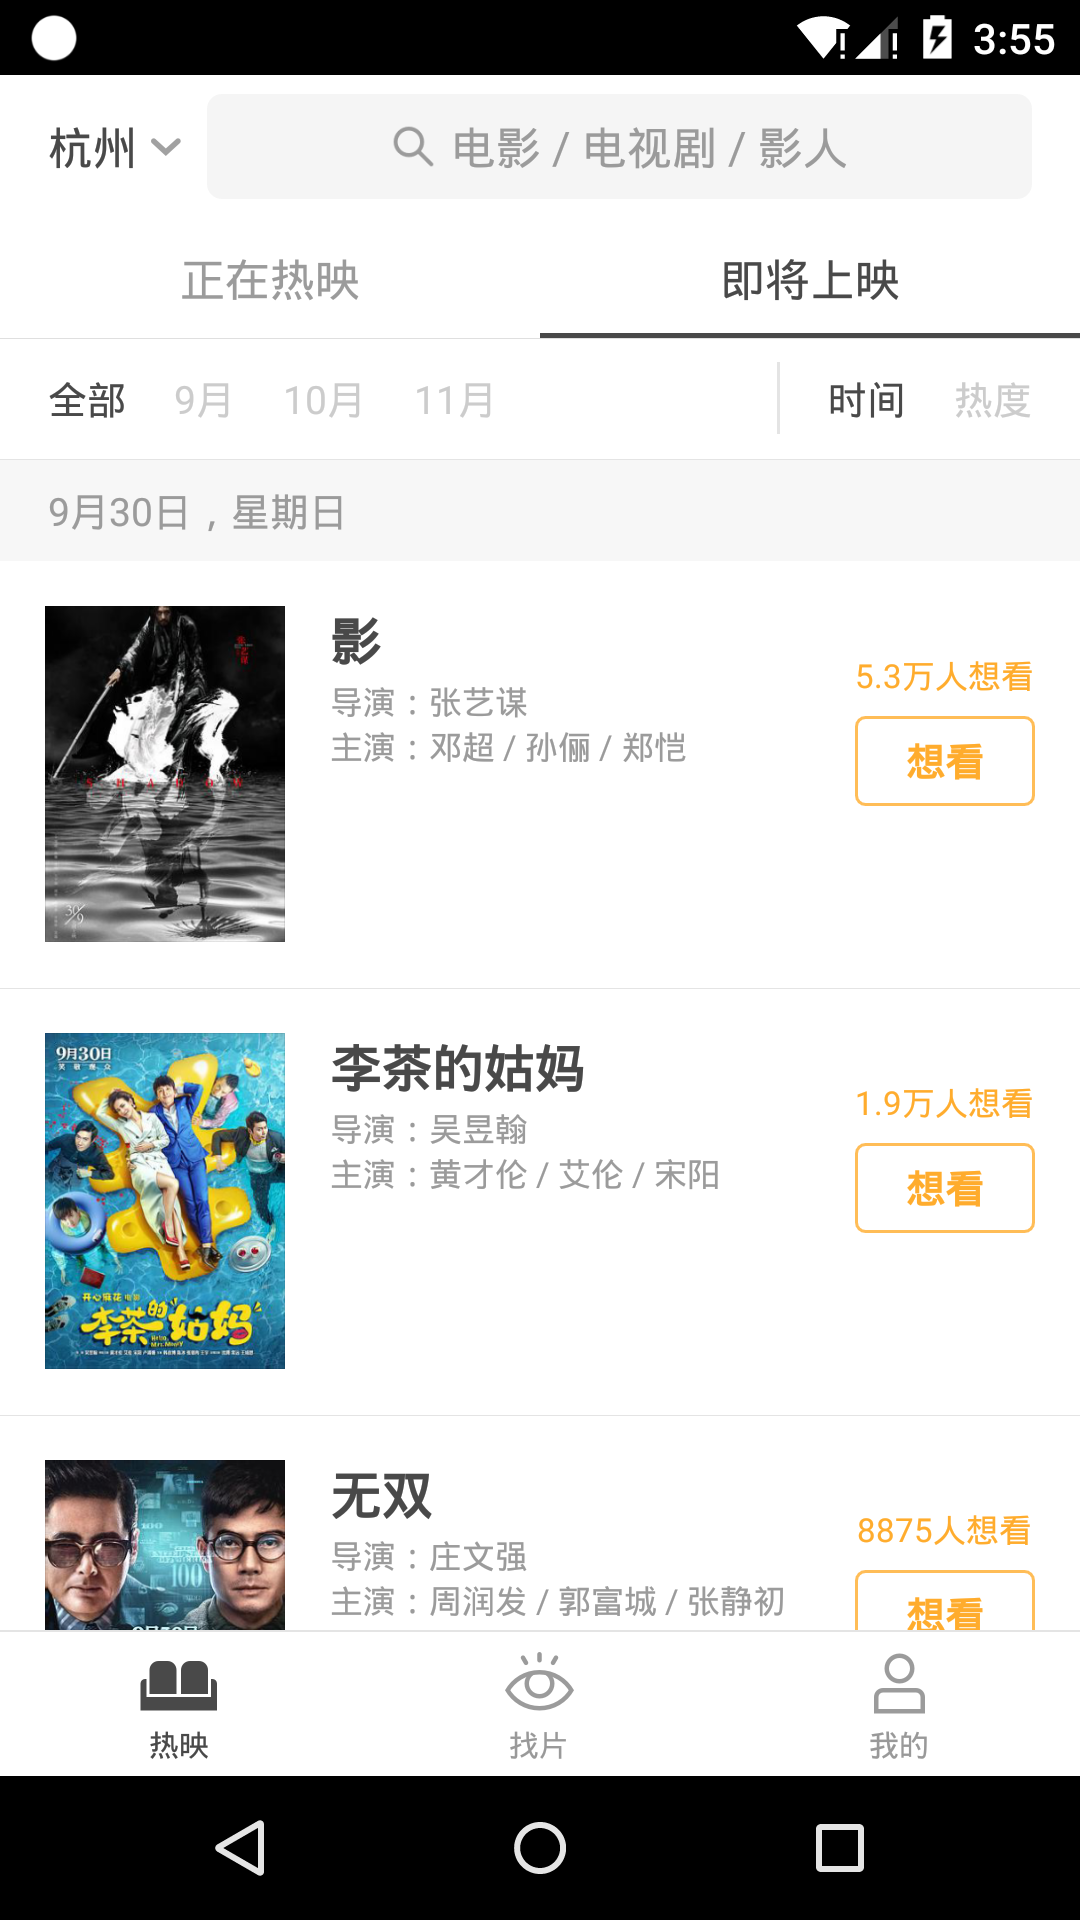 3:55
杭州
电影 / 电视剧 / 影人
正在热映
即将上映
全部 9月 10月 11月
时间 热度
9月30日，星期日
影
导演：张艺谋
主演：邓超 / 孙俪 / 郑恺
5.3万人想看
想看
SHADOW
李茶的姑妈
导演：吴昱翰
主演：黄才伦 / 艾伦 / 宋阳
1.9万人想看
想看
9月30日
开心麻花
李茶的姑妈
无双
导演：庄文强
主演：周润发 / 郭富城 / 张静初
8875人想看
想看
热映
找片
我的